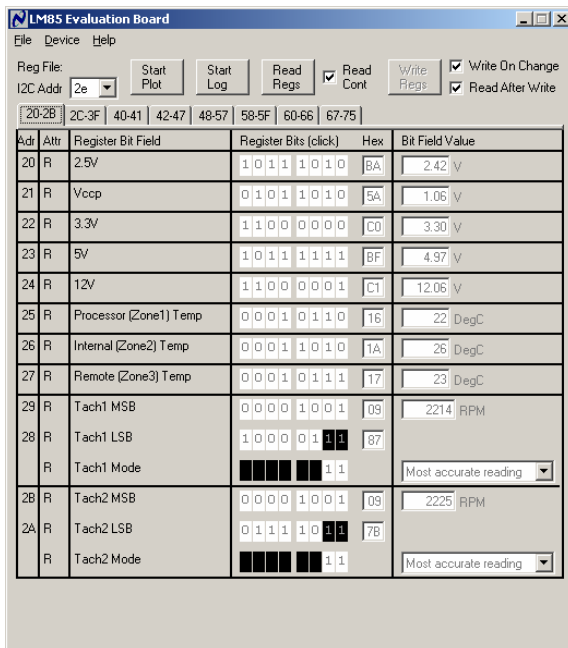 LM85 Evaluation Board
File Device Help
Reg File:
I2C Addr 2e
Start Plot
Start Log
Read Regs
Read Cont
Write Regs
Write On Change
Read After Write
20-2B 2C-3F 40-41 42-47 48-57 58-5F 60-66 67-75
Adr Attr Register Bit Field Register Bits (click) Hex Bit Field Value
20 R 2.5V 1 0 1 1 1 0 1 0 BA 2.42 V
21 R Vccp 0 1 0 1 1 0 1 0 5A 1.06 V
22 R 3.3V 1 1 0 0 0 0 0 0 C0 3.30 V
23 R 5V 1 0 1 1 1 1 1 1 BF 4.97 V
24 R 12V 1 1 0 0 0 0 0 1 C1 12.06 V
25 R Processor (Zone1) Temp 0 0 0 1 0 1 1 0 16 22 DegC
26 R Internal (Zone2) Temp 0 0 0 1 1 0 1 0 1A 26 DegC
27 R Remote (Zone3) Temp 0 0 0 1 0 1 1 1 17 23 DegC
29 R Tach1 MSB 0 0 0 0 1 0 0 1 09 2214 RPM
28 R Tach1 LSB 1 0 0 0 0 1 1 1 87
R Tach1 Mode 1 1 Most accurate reading
2B R Tach2 MSB 0 0 0 0 1 0 0 1 09 2225 RPM
2A R Tach2 LSB 0 1 1 1 1 0 1 1 7B
R Tach2 Mode 1 1 Most accurate reading